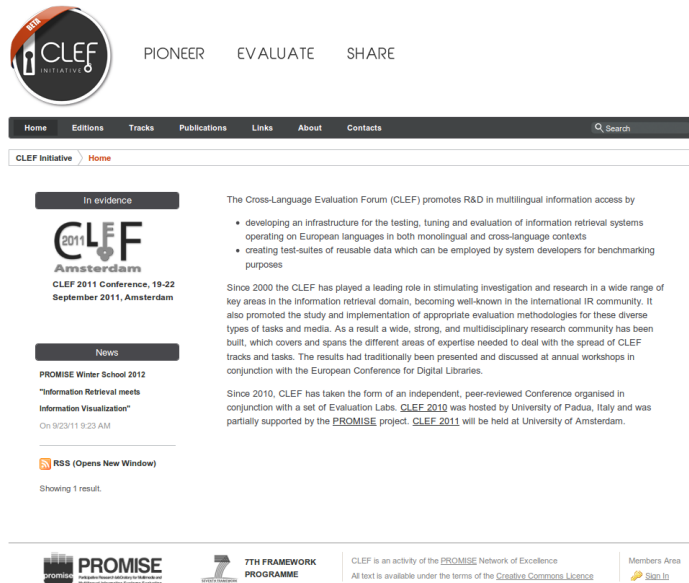 BETA
CLEF
INITIATIVE
PIONEER EVALUATE SHARE
Home Editions Tracks Publications Links About Contacts Search
CLEF Initiative Home
In evidence
2011 CLEF
Amsterdam
CLEF 2011 Conference, 19-22
September 2011, Amsterdam
News
PROMISE Winter School 2012
"Information Retrieval meets
Information Visualization"
On 9/23/11 9:23 AM
RSS (Opens New Window)
Showing 1 result.
The Cross-Language Evaluation Forum (CLEF) promotes R&D in multilingual information access by
• developing an infrastructure for the testing, tuning and evaluation of information retrieval systems
operating on European languages in both monolingual and cross-language contexts
• creating test-suites of reusable data which can be employed by system developers for benchmarking
purposes
Since 2000 the CLEF has played a leading role in stimulating investigation and research in a wide range of
key areas in the information retrieval domain, becoming well-known in the international IR community. It
also promoted the study and implementation of appropriate evaluation methodologies for these diverse
types of tasks and media. As a result a wide, strong, and multidisciplinary research community has been
built, which covers and spans the different areas of expertise needed to deal with the spread of CLEF
tracks and tasks. The results had traditionally been presented and discussed at annual workshops in
conjunction with the European Conference for Digital Libraries.
Since 2010, CLEF has taken the form of an independent, peer-reviewed Conference organised in
conjunction with a set of Evaluation Labs. CLEF 2010 was hosted by University of Padua, Italy and was
partially supported by the PROMISE project. CLEF 2011 will be held at University of Amsterdam.
promise PROMISE
7TH FRAMEWORK
PROGRAMME
CLEF is an activity of the PROMISE Network of Excellence
All text is available under the terms of the Creative Commons Licence
Members Area
Sign In